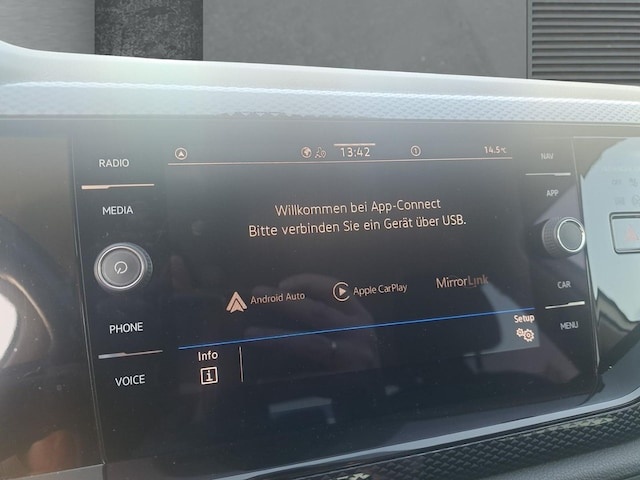 RADIO
MEDIA
PHONE
VOICE
13:42
14.5°C
Willkommen bei App-Connect
Bitte verbinden Sie ein Gerät über USB.
Android Auto
Apple CarPlay
MirrorLink
Info
Setup
NAV
APP
CAR
MENU